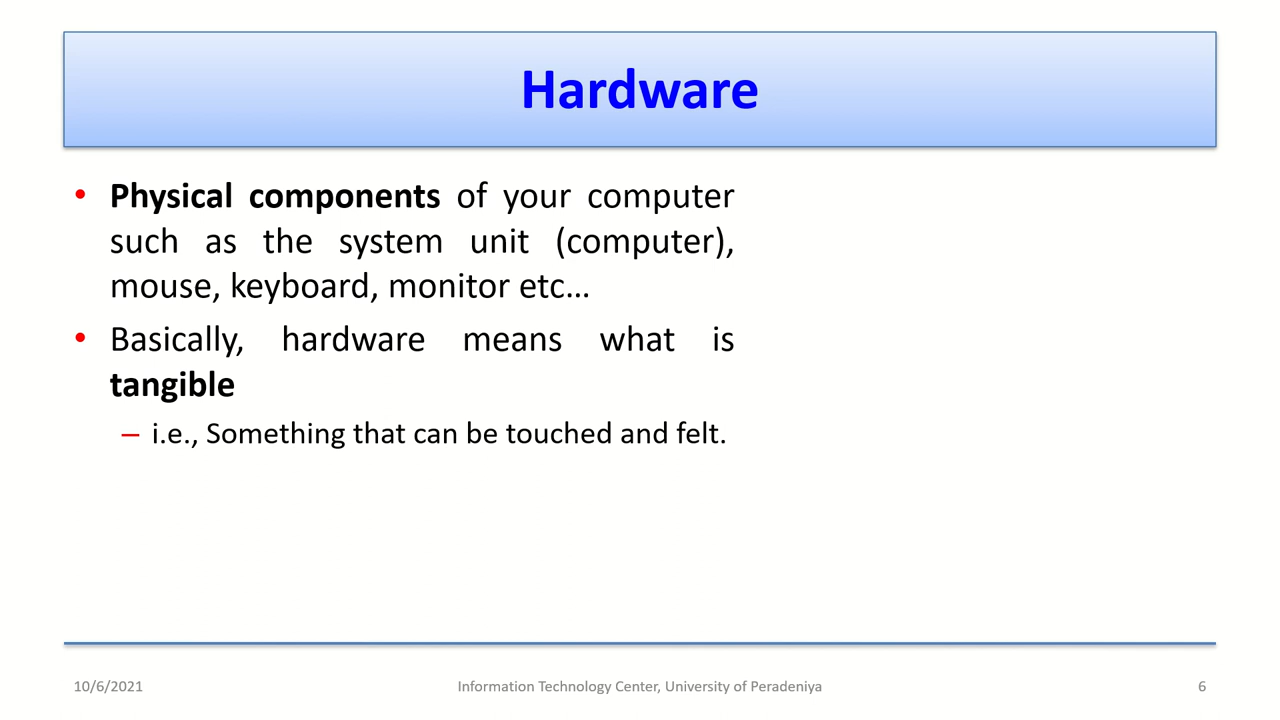 Hardware
• Physical components of your computer
such as the system unit (computer),
mouse, keyboard, monitor etc…
• Basically, hardware means what is
tangible
– i.e., Something that can be touched and felt.
10/6/2021
Information Technology Center, University of Peradeniya
6